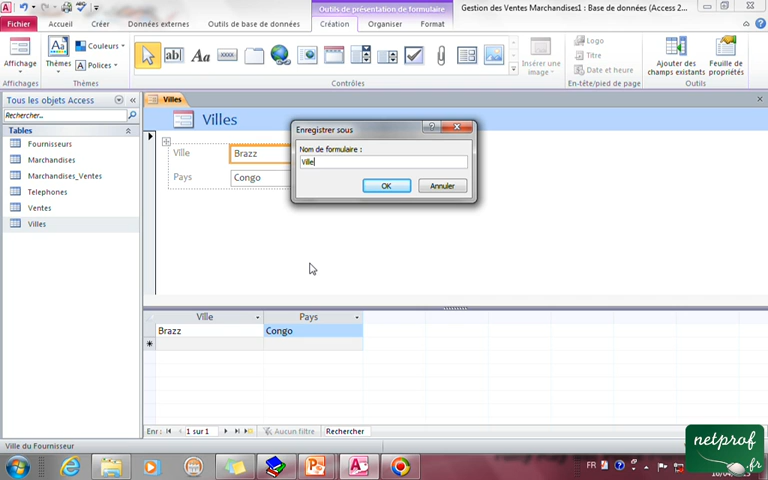 Outils de présentation de formulaire
Gestion des Ventes Marchandises1 : Base de données (Access 2...
Fichier
Accueil
Créer
Données externes
Outils de base de données
Création
Organiser
Format
Affichage
Thèmes
Couleurs
Polices
Aa
ab
xxxx
Insérer une image
Logo
Titre
Date et heure
Ajouter des champs existants
Feuille de propriétés
Affichages
Thèmes
Contrôles
En-tête/pied de page
Outils
Tous les objets Access
Rechercher...
Tables
Fournisseurs
Marchandises
Marchandises_Ventes
Telephones
Ventes
Villes
Villes
Villes
Ville
Brazz
Pays
Congo
Enregistrer sous
Nom de formulaire :
Ville
OK
Annuler
Ville
Pays
Brazz
Congo
Enr :
1 sur 1
Aucun filtre
Rechercher
Ville du Fournisseur
FR
netprof
.fr